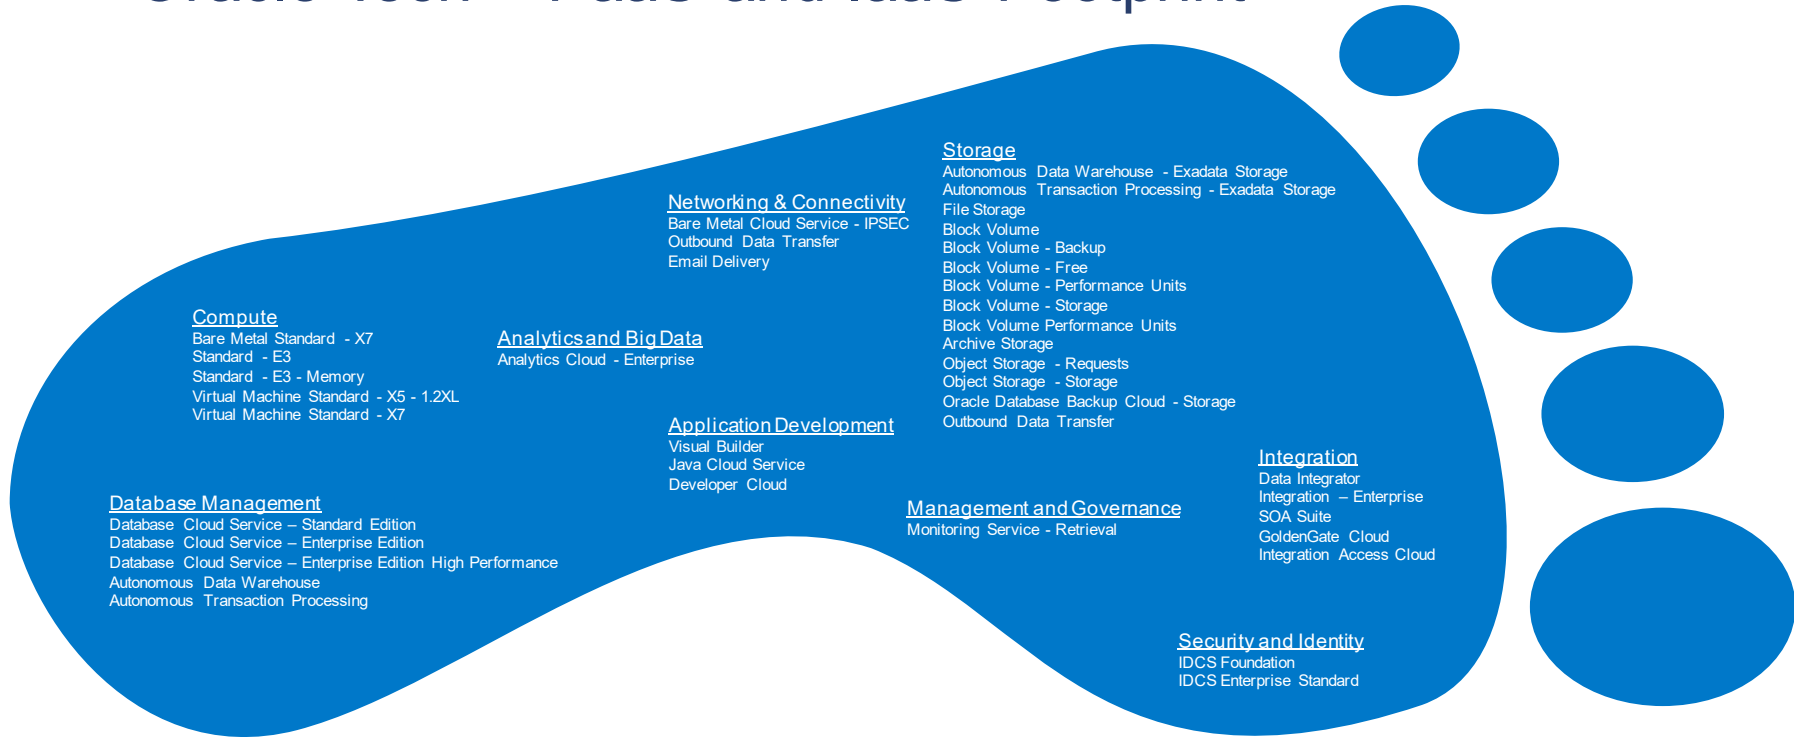 Oracle Tech – PaaS and IaaS Footprint
Storage
Autonomous Data Warehouse - Exadata Storage
Autonomous Transaction Processing - Exadata Storage
File Storage
Block Volume
Block Volume - Backup
Block Volume - Free
Block Volume - Performance Units
Block Volume - Storage
Block Volume Performance Units
Archive Storage
Object Storage - Requests
Object Storage - Storage
Oracle Database Backup Cloud - Storage
Outbound Data Transfer
Networking & Connectivity
Bare Metal Cloud Service - IPSEC
Outbound Data Transfer
Email Delivery
Compute
Bare Metal Standard - X7
Standard - E3
Standard - E3 - Memory
Virtual Machine Standard - X5 - 1.2XL
Virtual Machine Standard - X7
Analytics and Big Data
Analytics Cloud - Enterprise
Application Development
Visual Builder
Java Cloud Service
Developer Cloud
Integration
Data Integrator
Integration – Enterprise
SOA Suite
GoldenGate Cloud
Integration Access Cloud
Database Management
Database Cloud Service – Standard Edition
Database Cloud Service – Enterprise Edition
Database Cloud Service – Enterprise Edition High Performance
Autonomous Data Warehouse
Autonomous Transaction Processing
Management and Governance
Monitoring Service - Retrieval
Security and Identity
IDCS Foundation
IDCS Enterprise Standard